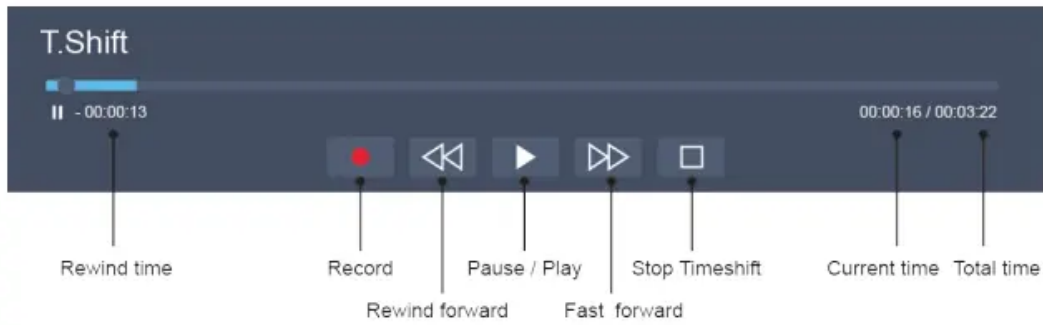 T.Shift
- 00:00:13
00:00:16 / 00:03:22
Rewind time
Record
Pause / Play
Stop Timeshift
Current time
Total time
Rewind forward
Fast forward